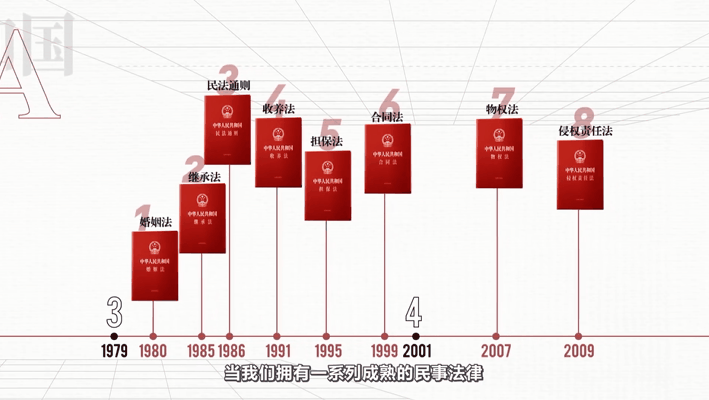 国
A
民法通则
3
收养法
4
担保法
5
合同法
6
物权法
7
侵权责任法
8
继承法
2
婚姻法
1
中华人民共和国
民法通则
中华人民共和国
收养法
中华人民共和国
担保法
中华人民共和国
合同法
中华人民共和国
物权法
中华人民共和国
侵权责任法
中华人民共和国
继承法
中华人民共和国
婚姻法
3
4
1979 1980 1985 1986 1991 1995 1999 2001 2007 2009
当我们拥有一系列成熟的民事法律